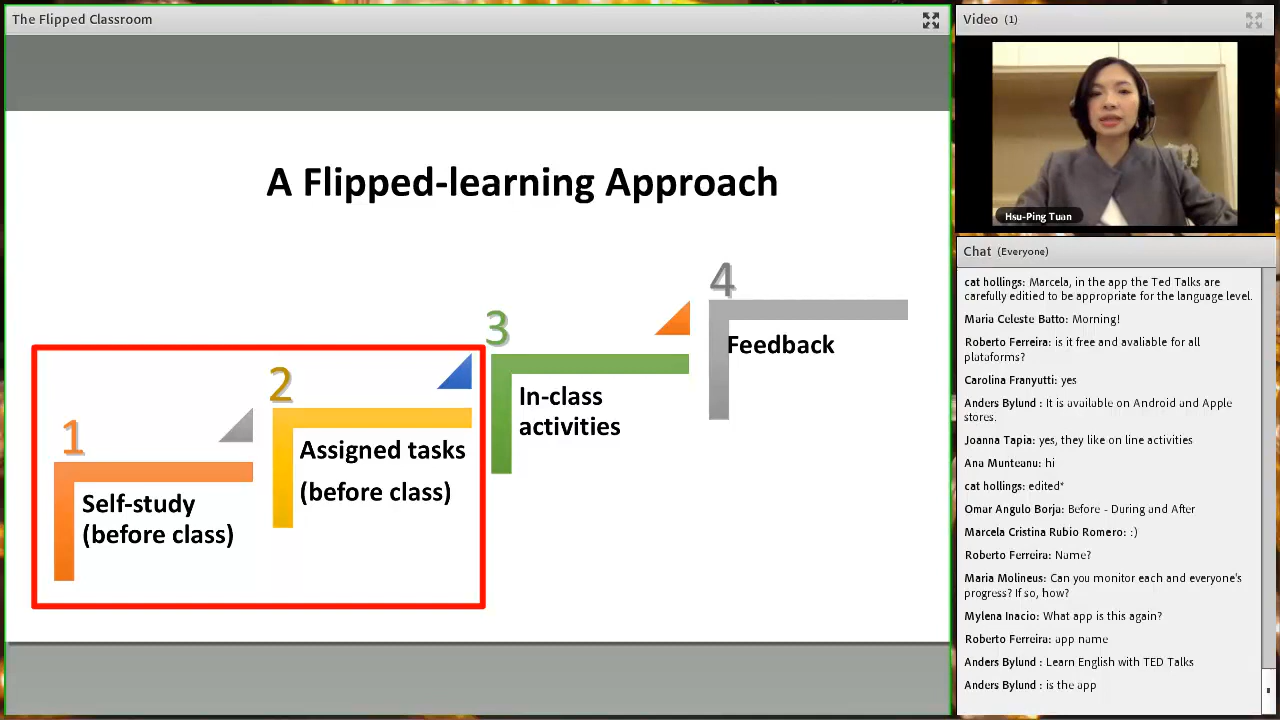 The Flipped Classroom
A Flipped-learning Approach
1
Self-study
(before class)
2
Assigned tasks
(before class)
3
In-class
activities
4
Feedback
Video (1)
Hsu-Ping Tuan
Chat (Everyone)
cat hollings: Marcela, in the app the Ted Talks are
carefully editied to be appropriate for the language level.
Maria Celeste Batto: Morning!
Roberto Ferreira: is it free and avaliable for all
plataforms?
Carolina Franyutti: yes
Anders Bylund : It is available on Android and Apple
stores.
Joanna Tapia: yes, they like on line activities
Ana Munteanu: hi
cat hollings: edited*
Omar Angulo Borja: Before - During and After
Marcela Cristina Rubio Romero: :)
Roberto Ferreira: Name?
Maria Molineus: Can you monitor each and everyone's
progress? If so, how?
Mylena Inacio: What app is this again?
Roberto Ferreira: app name
Anders Bylund : Learn English with TED Talks
Anders Bylund : is the app